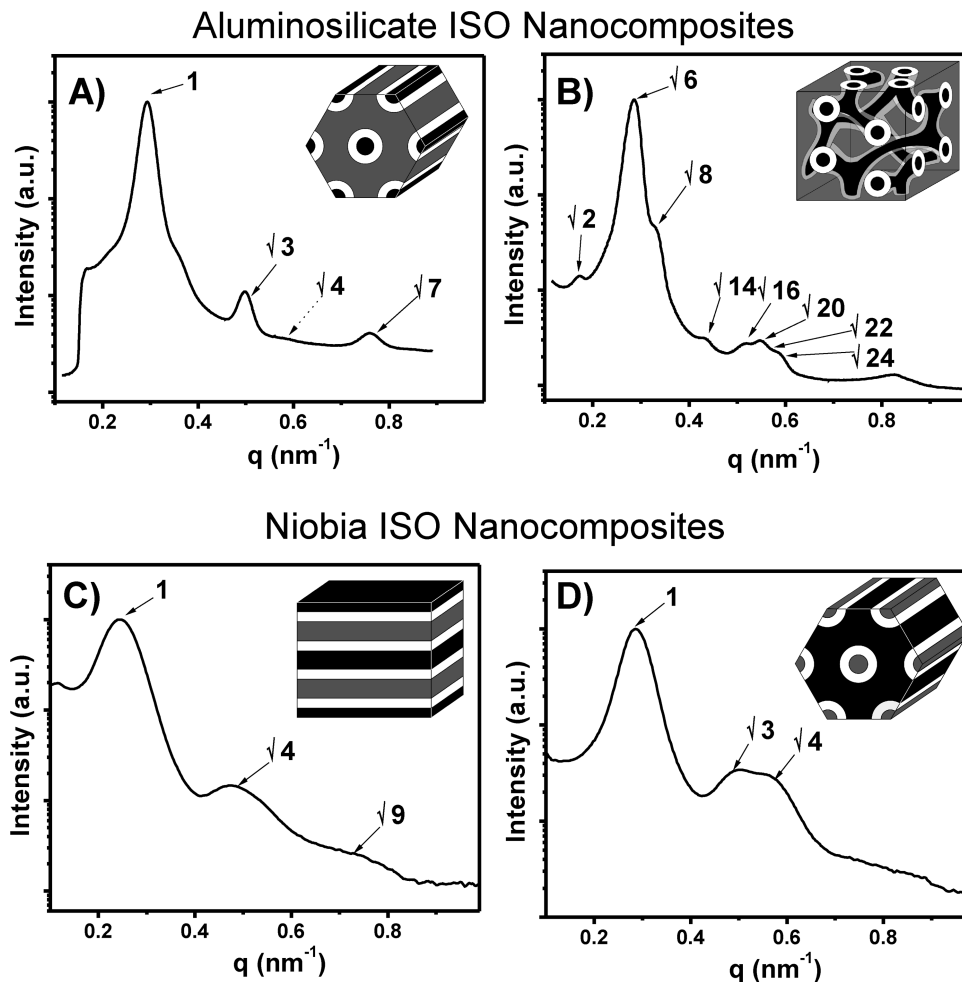 Aluminosilicate ISO Nanocomposites
A)
1
√3
√4
√7
Intensity (a.u.)
0.2 0.4 0.6 0.8
q (nm⁻¹)
B)
√6
√8
√2
√14
√16
√20
√22
√24
Intensity (a.u.)
0.2 0.4 0.6 0.8
q (nm⁻¹)
Niobia ISO Nanocomposites
C)
1
√4
√9
Intensity (a.u.)
0.2 0.4 0.6 0.8
q (nm⁻¹)
D)
1
√3
√4
Intensity (a.u.)
0.2 0.4 0.6 0.8
q (nm⁻¹)